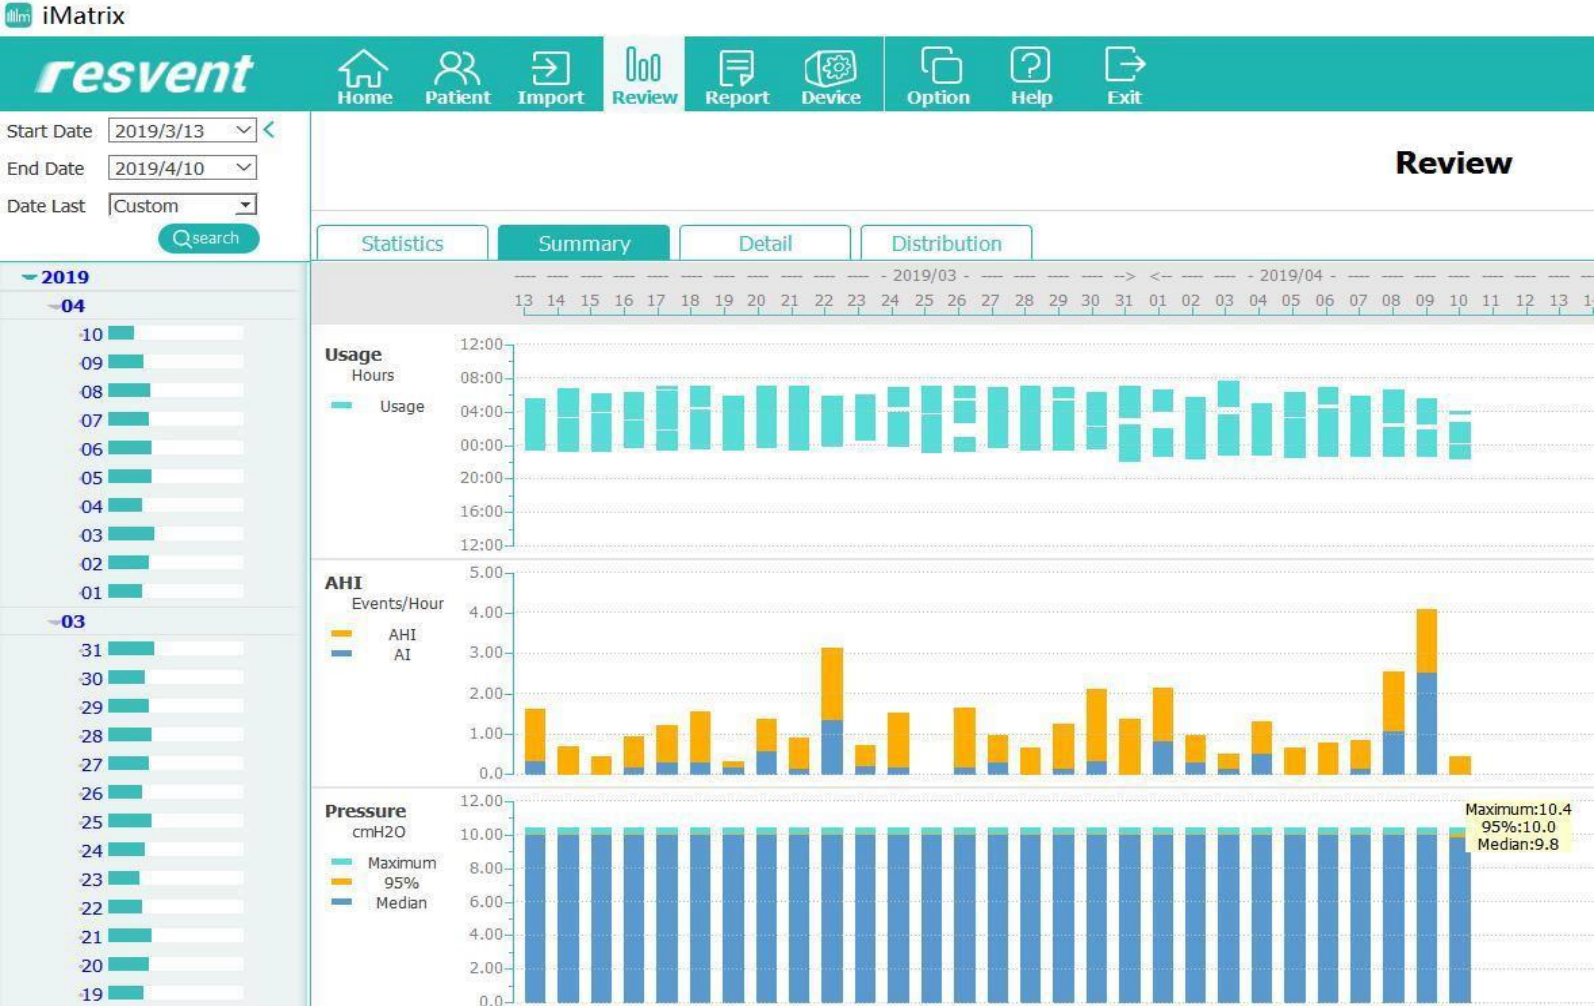 iMatrix
resvent
Home Patient Import Review Report Device Option Help Exit
Start Date 2019/3/13
End Date 2019/4/10
Date Last Custom
search
Review
Statistics Summary Detail Distribution
- 2019/03 - --> <-- - 2019/04 -
13 14 15 16 17 18 19 20 21 22 23 24 25 26 27 28 29 30 31 01 02 03 04 05 06 07 08 09 10 11 12 13
2019
04
10
09
08
07
06
05
04
03
02
01
03
31
30
29
28
27
26
25
24
23
22
21
20
19
Usage
Hours
Usage
12:00
08:00
04:00
00:00
20:00
16:00
12:00
AHI
Events/Hour
AHI
AI
5.00
4.00
3.00
2.00
1.00
0.0
Pressure
cmH2O
Maximum
95%
Median
12.00
10.00
8.00
6.00
4.00
2.00
0.0
Maximum:10.4
95%:10.0
Median:9.8